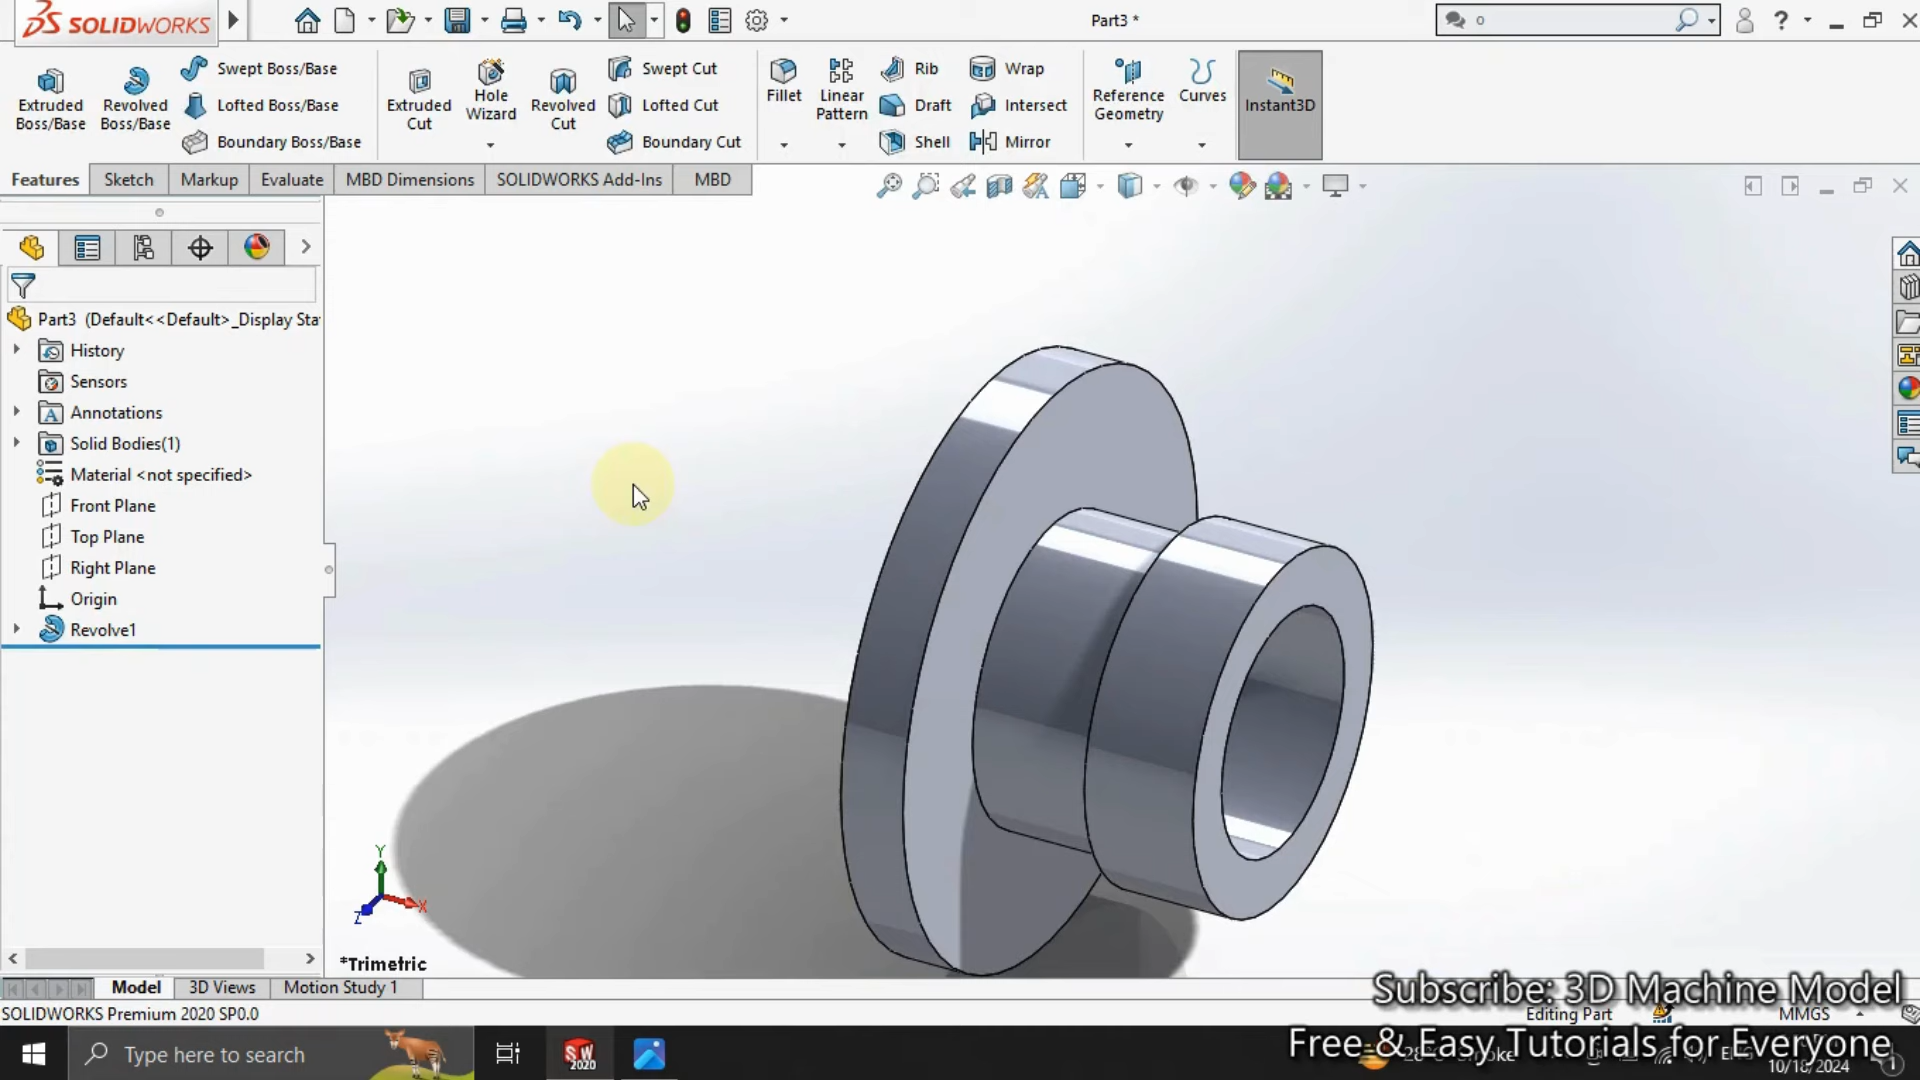 SOLIDWORKS
Part3 *
o
Extruded Boss/Base
Revolved Boss/Base
Swept Boss/Base
Lofted Boss/Base
Boundary Boss/Base
Extruded Cut
Hole Wizard
Revolved Cut
Swept Cut
Lofted Cut
Boundary Cut
Fillet
Linear Pattern
Rib
Draft
Shell
Wrap
Intersect
Mirror
Reference Geometry
Curves
Instant3D
Features
Sketch
Markup
Evaluate
MBD Dimensions
SOLIDWORKS Add-Ins
MBD
Part3 (Default<<Default>_Display Sta
History
Sensors
Annotations
Solid Bodies(1)
Material <not specified>
Front Plane
Top Plane
Right Plane
Origin
Revolve1
Y
X
Z
*Trimetric
Model
3D Views
Motion Study 1
SOLIDWORKS Premium 2020 SP0.0
Editing Part
MMGS
Subscribe: 3D Machine Model
Free & Easy Tutorials for Everyone
Type here to search
SW 2020
10/18/2024